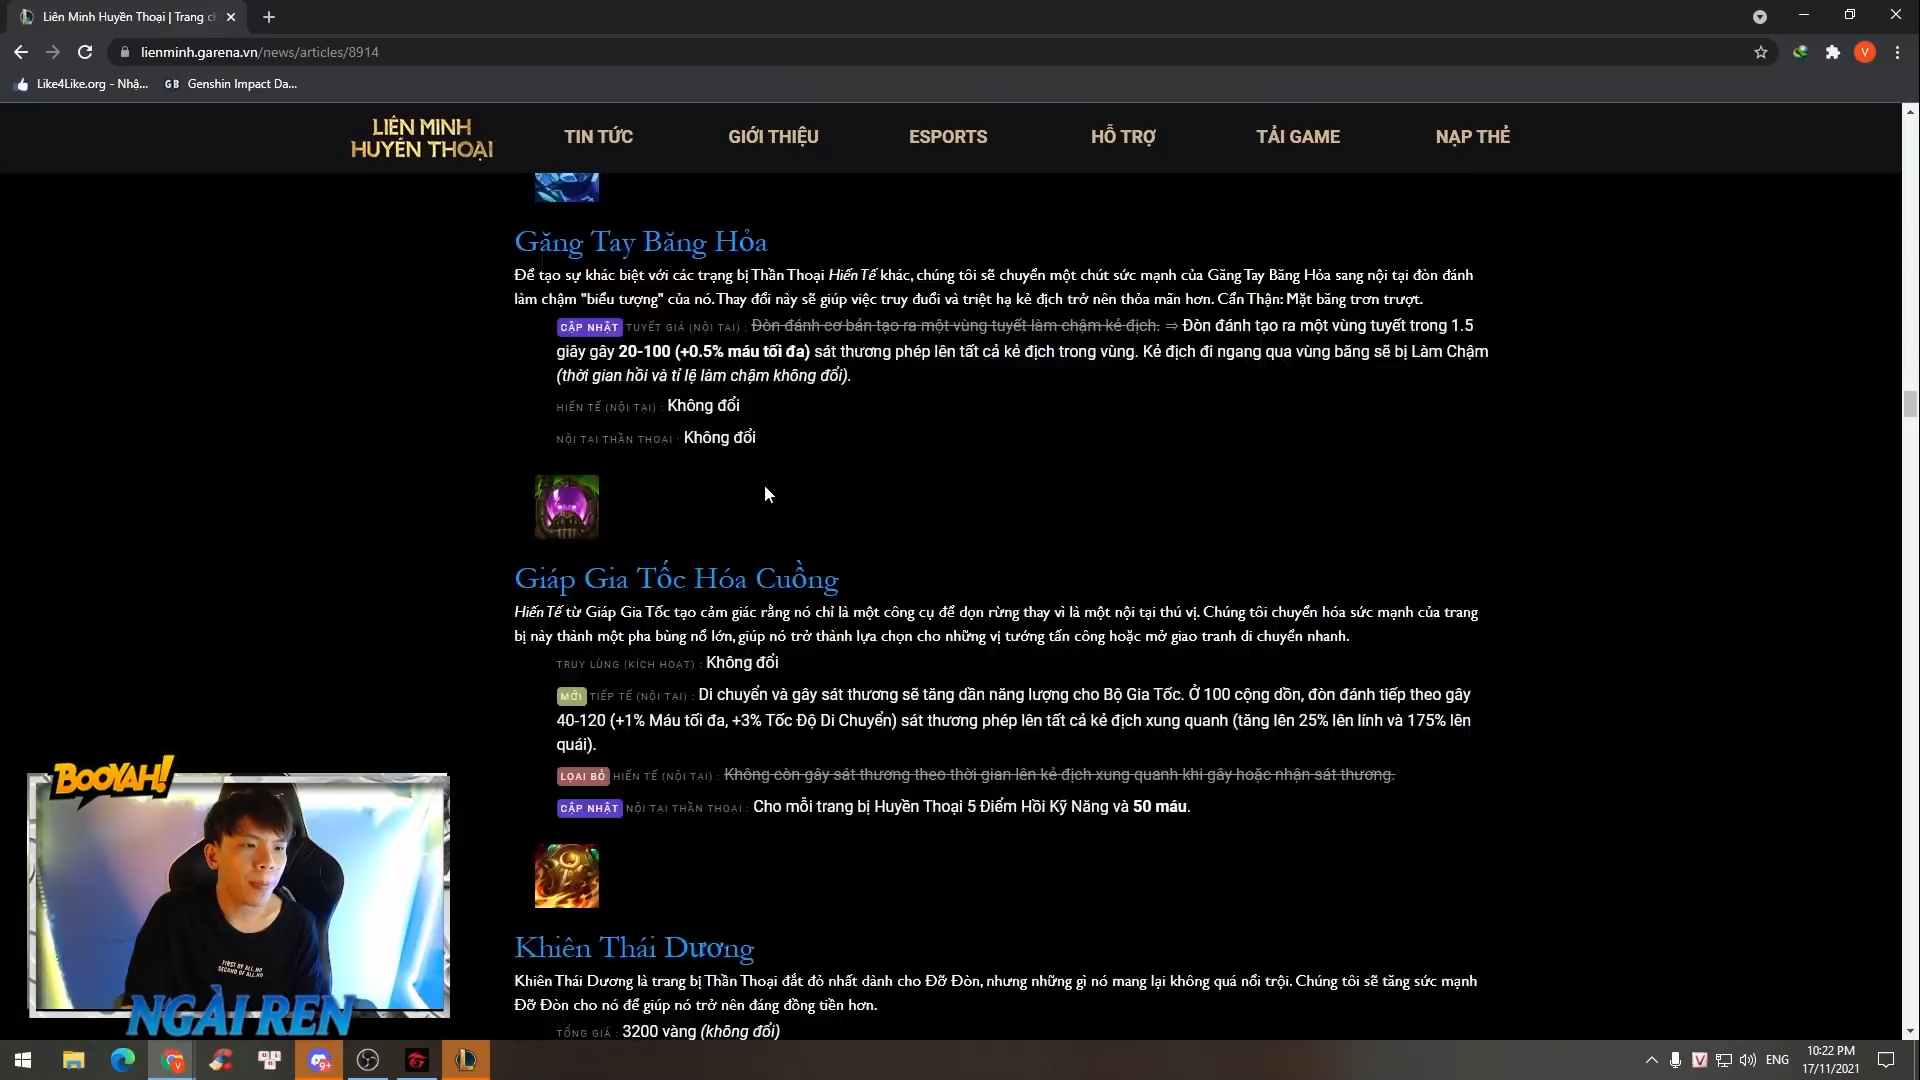 Liên Minh Huyền Thoại | Trang ch
lienminh.garena.vn/news/articles/8914
V
Like4Like.org - Nhậ...
GB Genshin Impact Da...
LIÊN MINH
HUYỀN THOẠI
TIN TỨC
GIỚI THIỆU
ESPORTS
HỖ TRỢ
TẢI GAME
NẠP THẺ
Găng Tay Băng Hỏa
Để tạo sự khác biệt với các trang bị Thần Thoại Hiến Tế khác, chúng tôi sẽ chuyển một chút sức mạnh của Găng Tay Băng Hỏa sang nội tại đòn đánh
làm chậm "biểu tượng" của nó. Thay đổi này sẽ giúp việc truy đuổi và triệt hạ kẻ địch trở nên thỏa mãn hơn. Cẩn Thận: Mặt băng trơn trượt.
CẬP NHẬT TUYẾT GIÁ (NỘI TẠI) : Đòn đánh cơ bản tạo ra một vùng tuyết làm chậm kẻ địch. ⇒ Đòn đánh tạo ra một vùng tuyết trong 1.5
giây gây 20-100 (+0.5% máu tối đa) sát thương phép lên tất cả kẻ địch trong vùng. Kẻ địch đi ngang qua vùng băng sẽ bị Làm Chậm
(thời gian hồi và tỉ lệ làm chậm không đổi).
HIẾN TẾ (NỘI TẠI) : Không đổi
NỘI TẠI THẦN THOẠI : Không đổi
Giáp Gia Tốc Hóa Cuồng
Hiến Tế từ Giáp Gia Tốc tạo cảm giác rằng nó chỉ là một công cụ để dọn rừng thay vì là một nội tại thú vị. Chúng tôi chuyển hóa sức mạnh của trang
bị này thành một pha bùng nổ lớn, giúp nó trở thành lựa chọn cho những vị tướng tấn công hoặc mở giao tranh di chuyển nhanh.
TRUY LÙNG (KÍCH HOẠT) : Không đổi
MỚI TIẾP TẾ (NỘI TẠI) : Di chuyển và gây sát thương sẽ tăng dần năng lượng cho Bộ Gia Tốc. Ở 100 cộng dồn, đòn đánh tiếp theo gây
40-120 (+1% Máu tối đa, +3% Tốc Độ Di Chuyển) sát thương phép lên tất cả kẻ địch xung quanh (tăng lên 25% lên lính và 175% lên
quái).
LOẠI BỎ HIẾN TẾ (NỘI TẠI) : Không còn gây sát thương theo thời gian lên kẻ địch xung quanh khi gây hoặc nhận sát thương.
CẬP NHẬT NỘI TẠI THẦN THOẠI : Cho mỗi trang bị Huyền Thoại 5 Điểm Hồi Kỹ Năng và 50 máu.
Khiên Thái Dương
Khiên Thái Dương là trang bị Thần Thoại đắt đỏ nhất dành cho Đỡ Đòn, nhưng những gì nó mang lại không quá nổi trội. Chúng tôi sẽ tăng sức mạnh
Đỡ Đòn cho nó để giúp nó trở nên đáng đồng tiền hơn.
TỔNG GIÁ : 3200 vàng (không đổi)
BOOYAH!
FIRST OF ALL, NO
SECOND OF ALL, NO
NGÀI REN
9+
V
ENG
10:22 PM
17/11/2021